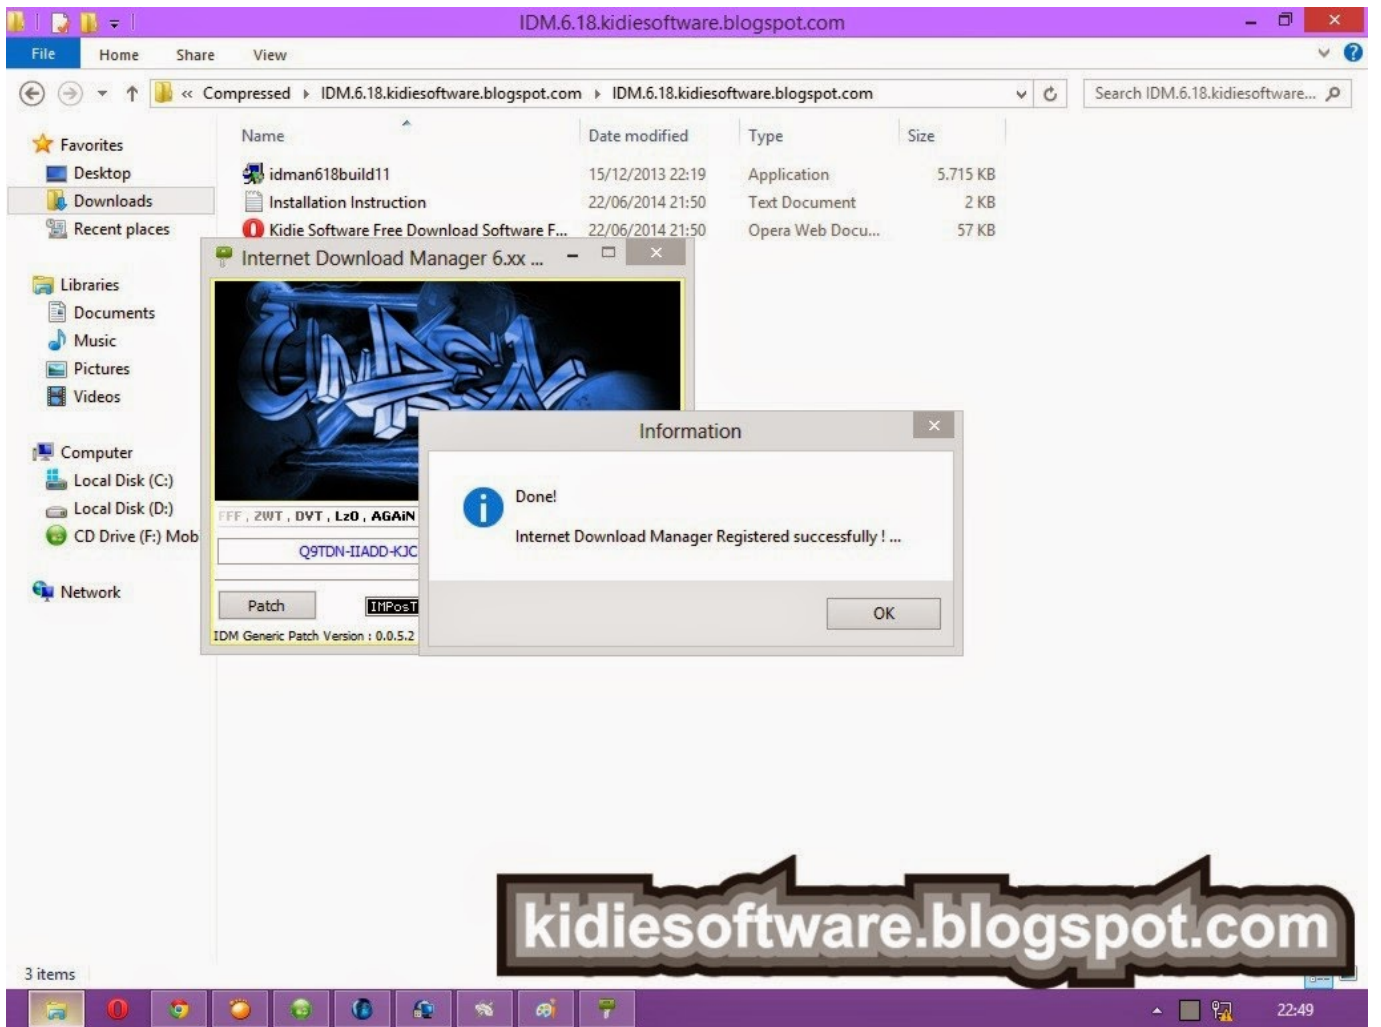 IDM.6.18.kidiesoftware.blogspot.com
File Home Share View
« Compressed IDM.6.18.kidiesoftware.blogspot.com IDM.6.18.kidiesoftware.blogspot.com Search IDM.6.18.kidiesoftware...
Name Date modified Type Size
Favorites
Desktop
Downloads
Recent places
Libraries
Documents
Music
Pictures
Videos
Computer
Local Disk (C:)
Local Disk (D:)
CD Drive (F:) Mob
Network
idman618build11 15/12/2013 22:19 Application 5.715 KB
Installation Instruction 22/06/2014 21:50 Text Document 2 KB
Kidie Software Free Download Software F... 22/06/2014 21:50 Opera Web Docu... 57 KB
Internet Download Manager 6.xx ...
FFF , ZWT , DVT , Lz0 , AGAiN
Q9TDN-IIADD-KJC
Patch
IMPosT
IDM Generic Patch Version : 0.0.5.2
Information
Done!
Internet Download Manager Registered successfully ! ...
OK
kidiesoftware.blogspot.com
3 items
22:49